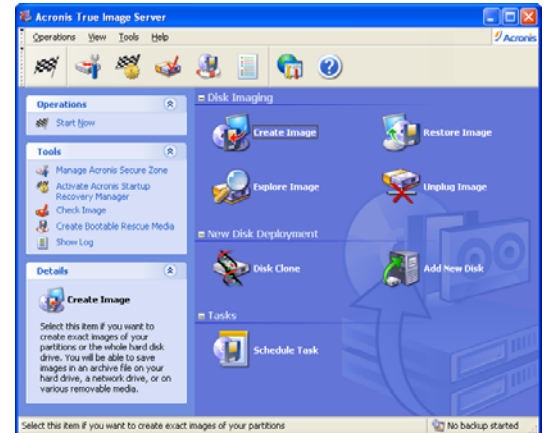 Acronis True Image Server
Operations View Tools Help
Acronis
Operations
Start Now
Tools
Manage Acronis Secure Zone
Activate Acronis Startup
Recovery Manager
Check Image
Create Bootable Rescue Media
Show Log
Details
Create Image
Select this item if you want to
create exact images of your
partitions or the whole hard disk
drive. You will be able to save
images in an archive file on your
hard drive, a network drive, or on
various removable media.
Disk Imaging
Create Image
Restore Image
Explore Image
Unplug Image
New Disk Deployment
Disk Clone
Add New Disk
Tasks
Schedule Task
Select this item if you want to create exact images of your partitions
No backup started